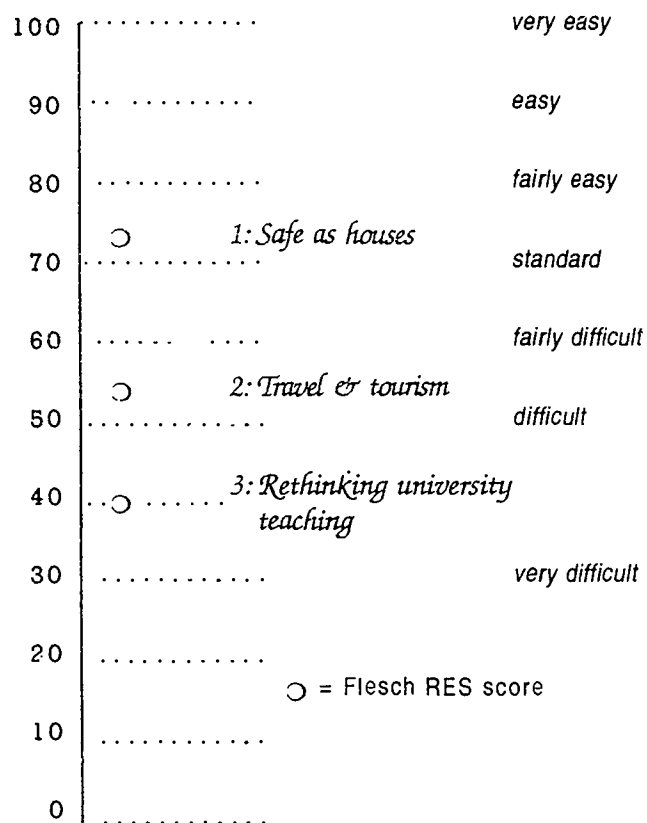 100 very easy
90 easy
80 fairly easy
1: Safe as houses
70 standard
60 fairly difficult
2: Travel & tourism
50 difficult
40 3: Rethinking university
teaching
30 very difficult
20
= Flesch RES score
10
0